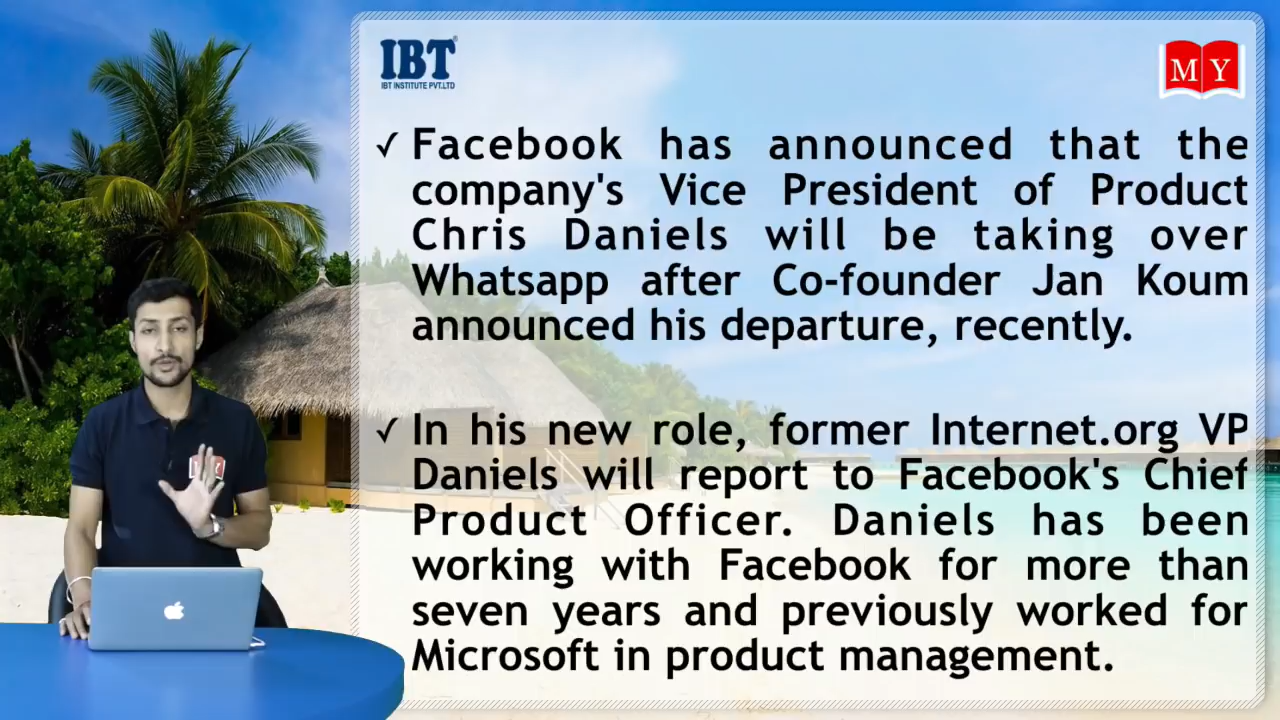 IBT®
IBT INSTITUTE PVT.LTD
M Y
✓ Facebook has announced that the
company's Vice President of Product
Chris Daniels will be taking over
Whatsapp after Co-founder Jan Koum
announced his departure, recently.
✓ In his new role, former Internet.org VP
Daniels will report to Facebook's Chief
Product Officer. Daniels has been
working with Facebook for more than
seven years and previously worked for
Microsoft in product management.